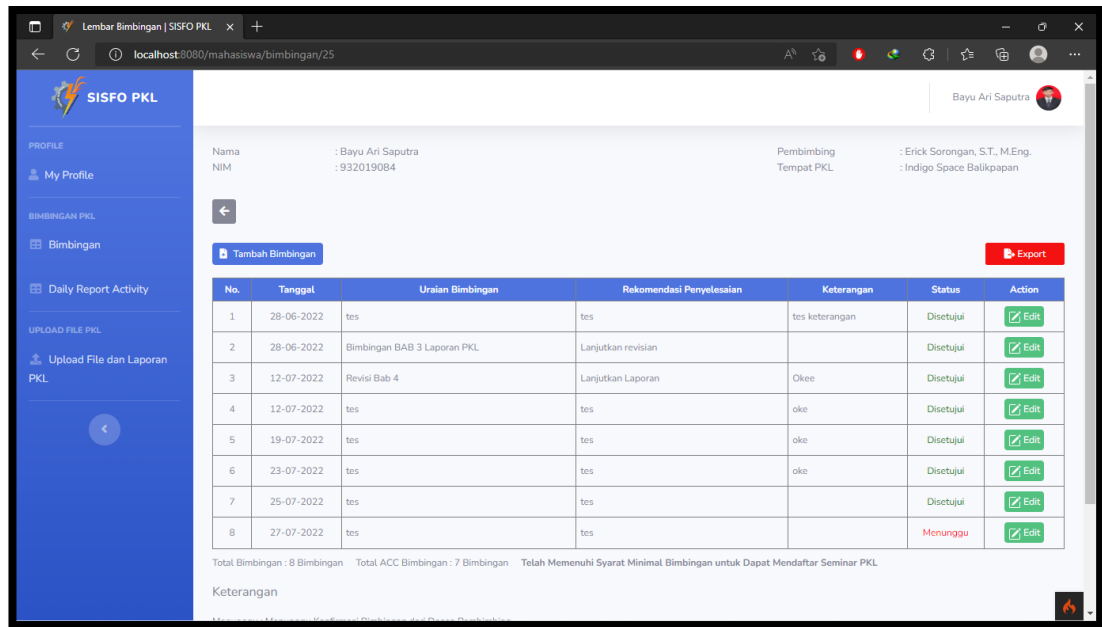 Lembar Bimbingan | SISFO PKL
localhost:8080/mahasiswa/bimbingan/25
SISFO PKL
Bayu Ari Saputra
PROFILE
My Profile
BIMBINGAN PKL
Bimbingan
Daily Report Activity
UPLOAD FILE PKL
Upload File dan Laporan
PKL
Nama : Bayu Ari Saputra Pembimbing : Erick Sorongan, S.T., M.Eng.
NIM : 932019084 Tempat PKL : Indigo Space Balikpapan
Tambah Bimbingan Export
No. Tanggal Uraian Bimbingan Rekomendasi Penyelesaian Keterangan Status Action
1 28-06-2022 tes tes tes keterangan Disetujui Edit
2 28-06-2022 Bimbingan BAB 3 Laporan PKL Lanjutkan revisian Disetujui Edit
3 12-07-2022 Revisi Bab 4 Lanjutkan Laporan Okee Disetujui Edit
4 12-07-2022 tes tes oke Disetujui Edit
5 19-07-2022 tes tes oke Disetujui Edit
6 23-07-2022 tes tes oke Disetujui Edit
7 25-07-2022 tes tes Disetujui Edit
8 27-07-2022 tes tes Menunggu Edit
Total Bimbingan : 8 Bimbingan Total ACC Bimbingan : 7 Bimbingan Telah Memenuhi Syarat Minimal Bimbingan untuk Dapat Mendaftar Seminar PKL
Keterangan